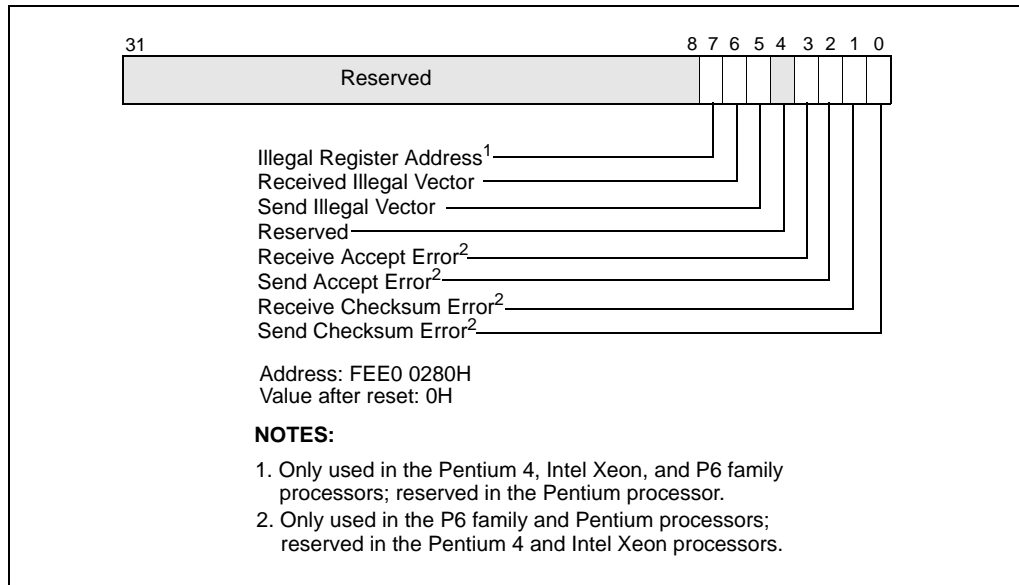 31 8 7 6 5 4 3 2 1 0
Reserved
Illegal Register Address1
Received Illegal Vector
Send Illegal Vector
Reserved
Receive Accept Error2
Send Accept Error2
Receive Checksum Error2
Send Checksum Error2
Address: FEE0 0280H
Value after reset: 0H
NOTES:
1. Only used in the Pentium 4, Intel Xeon, and P6 family
processors; reserved in the Pentium processor.
2. Only used in the P6 family and Pentium processors;
reserved in the Pentium 4 and Intel Xeon processors.